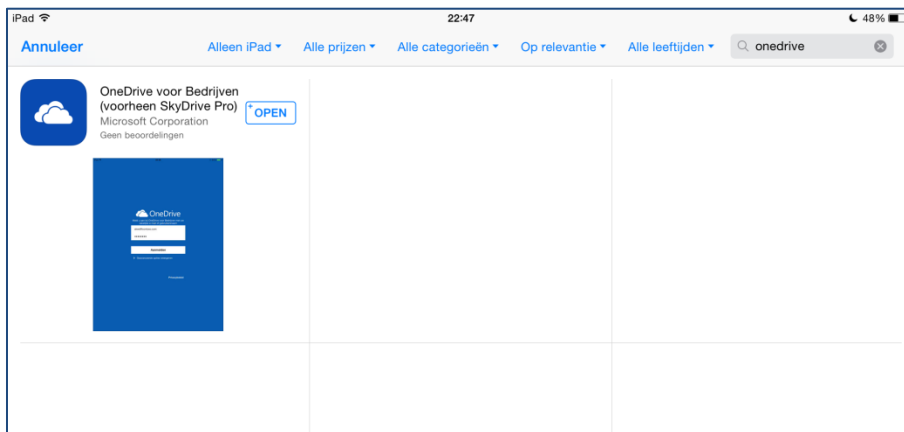 iPad 22:47 48%
Annuleer Alleen iPad Alle prijzen Alle categorieën Op relevantie Alle leeftijden onedrive
OneDrive voor Bedrijven
(voorheen SkyDrive Pro)
Microsoft Corporation
Geen beoordelingen
+ OPEN
OneDrive